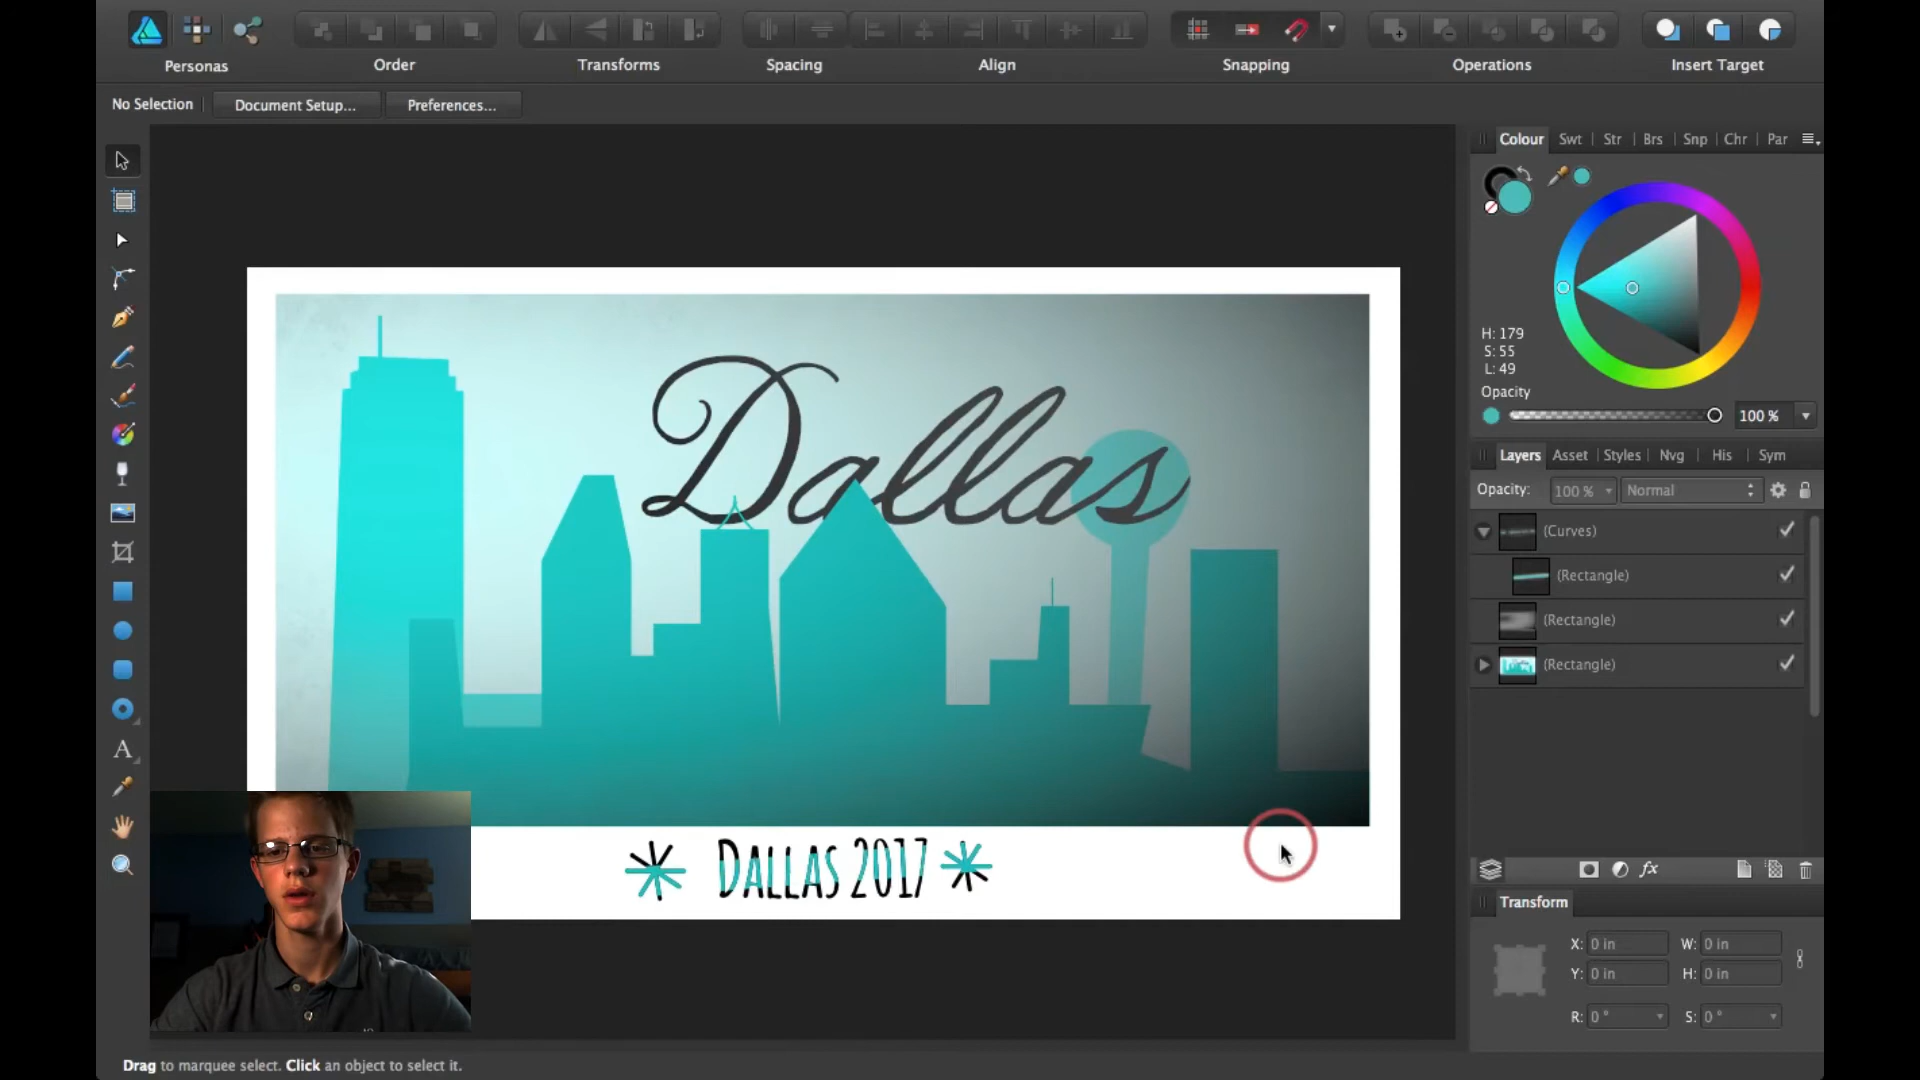 Personas
Order
Transforms
Spacing
Align
Snapping
Operations
Insert Target
No Selection
Document Setup...
Preferences...
Colour Swt Str Brs Snp Chr Par
H: 179
S: 55
L: 49
Opacity
100 %
Layers Asset Styles Nvg His Sym
Opacity: 100 % Normal
(Curves)
(Rectangle)
(Rectangle)
(Rectangle)
fx
Transform
X: 0 in W: 0 in
Y: 0 in H: 0 in
R: 0 ° S: 0 °
A
Dallas
DALLAS 2017
Drag to marquee select. Click an object to select it.